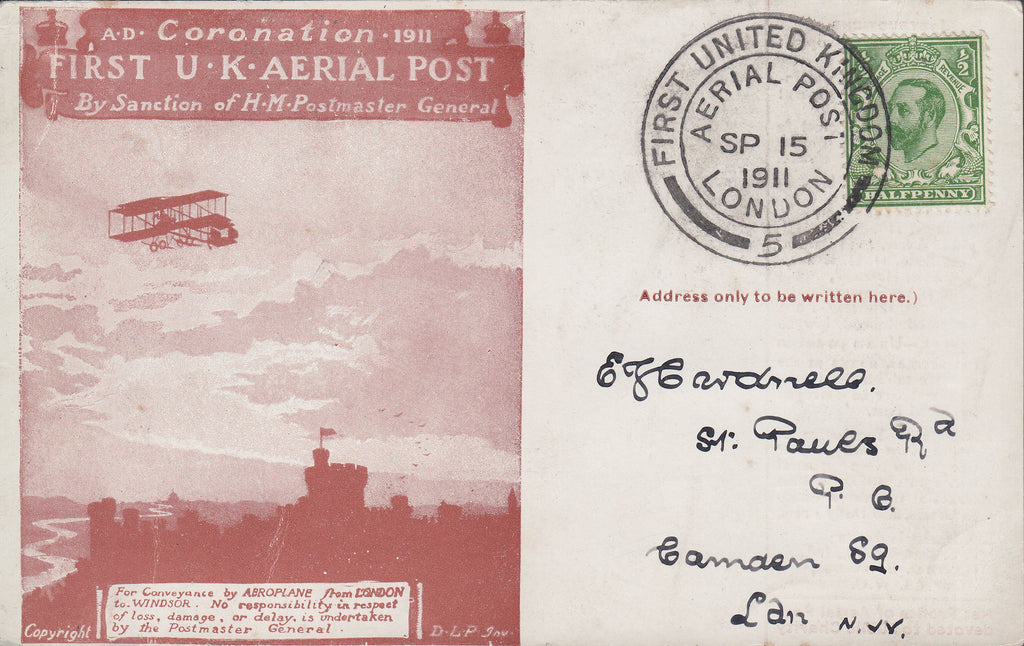 A·D· Coronation · 1911
FIRST U·K·AERIAL POST
By Sanction of H·M·Postmaster General
For Conveyance by AEROPLANE from LONDON
to WINDSOR. No responsibility in respect
of loss, damage, or delay, is undertaken
by the Postmaster General.
Copyright
D·L·P· Inv·
FIRST UNITED KINGDOM
AERIAL POST
SP 15
1911
LONDON
5
½
HALFPENNY
Address only to be written here.)
St. Pauls Rd
Camden Sq.
Ldn N.W.